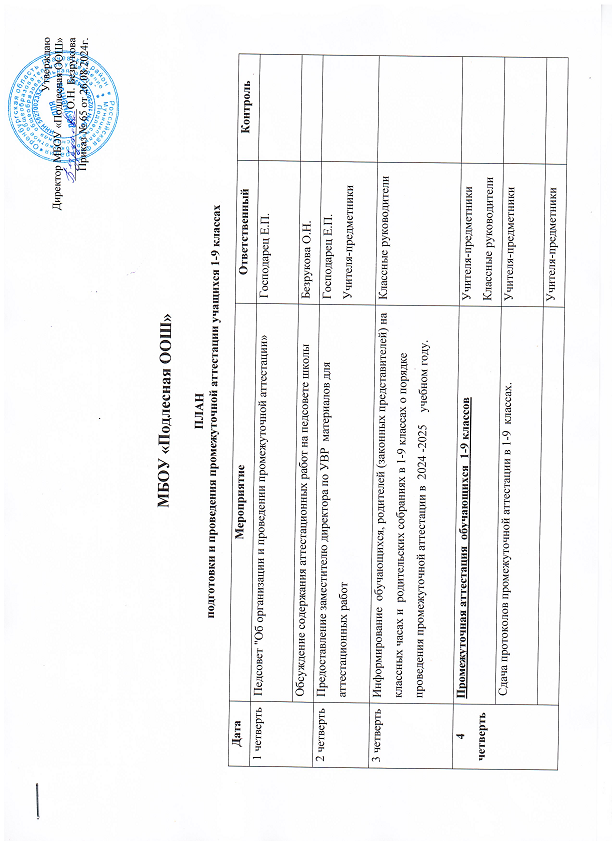 Утверждаю
Директор МБОУ «Подлесная ООШ»
О.Н. Безрукова
Приказ № 65 от 26.08.2024г.
МБОУ «Подлесная ООШ»
ПЛАН
подготовки и проведения промежуточной аттестации учащихся 1-9 классах
Дата Мероприятие Ответственный Контроль
1 четверть Педсовет "Об организации и проведении промежуточной аттестации» Господарец Е.П.
Обсуждение содержания аттестационных работ на педсовете школы Безрукова О.Н.
2 четверть Предоставление заместителю директора по УВР материалов для Господарец Е.П.
аттестационных работ Учителя-предметники
3 четверть Информирование обучающихся, родителей (законных представителей) на Классные руководители
классных часах и родительских собраниях в 1-9 классах о порядке
проведения промежуточной аттестации в 2024 -2025 учебном году.
4 Промежуточная аттестация обучающихся 1-9 классов Учителя-предметники
четверть Классные руководители
Сдача протоколов промежуточной аттестации в 1-9 классах. Учителя-предметники
Учителя-предметники